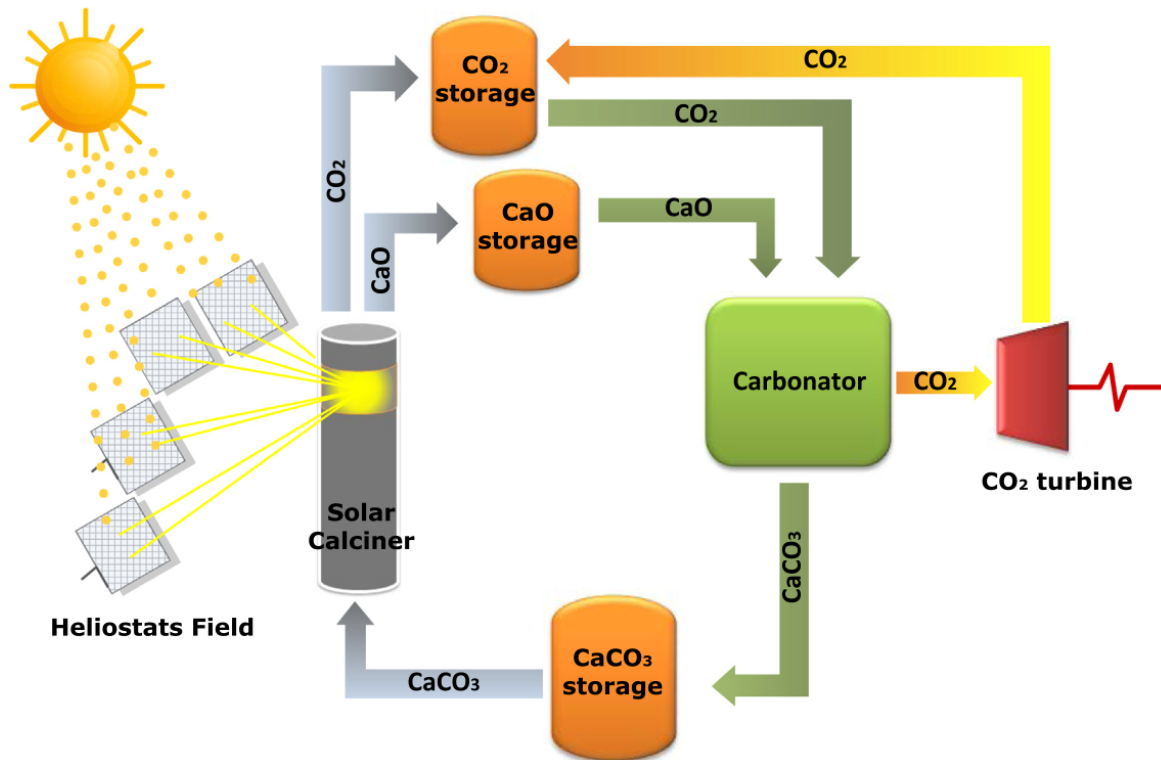 CO₂
storage
CO₂
CO₂
CO₂
CaO
storage
CaO
CaO
Carbonator
CO₂
CO₂ turbine
Solar
Calciner
Heliostats Field
CaCO₃
CaCO₃
storage
CaCO₃